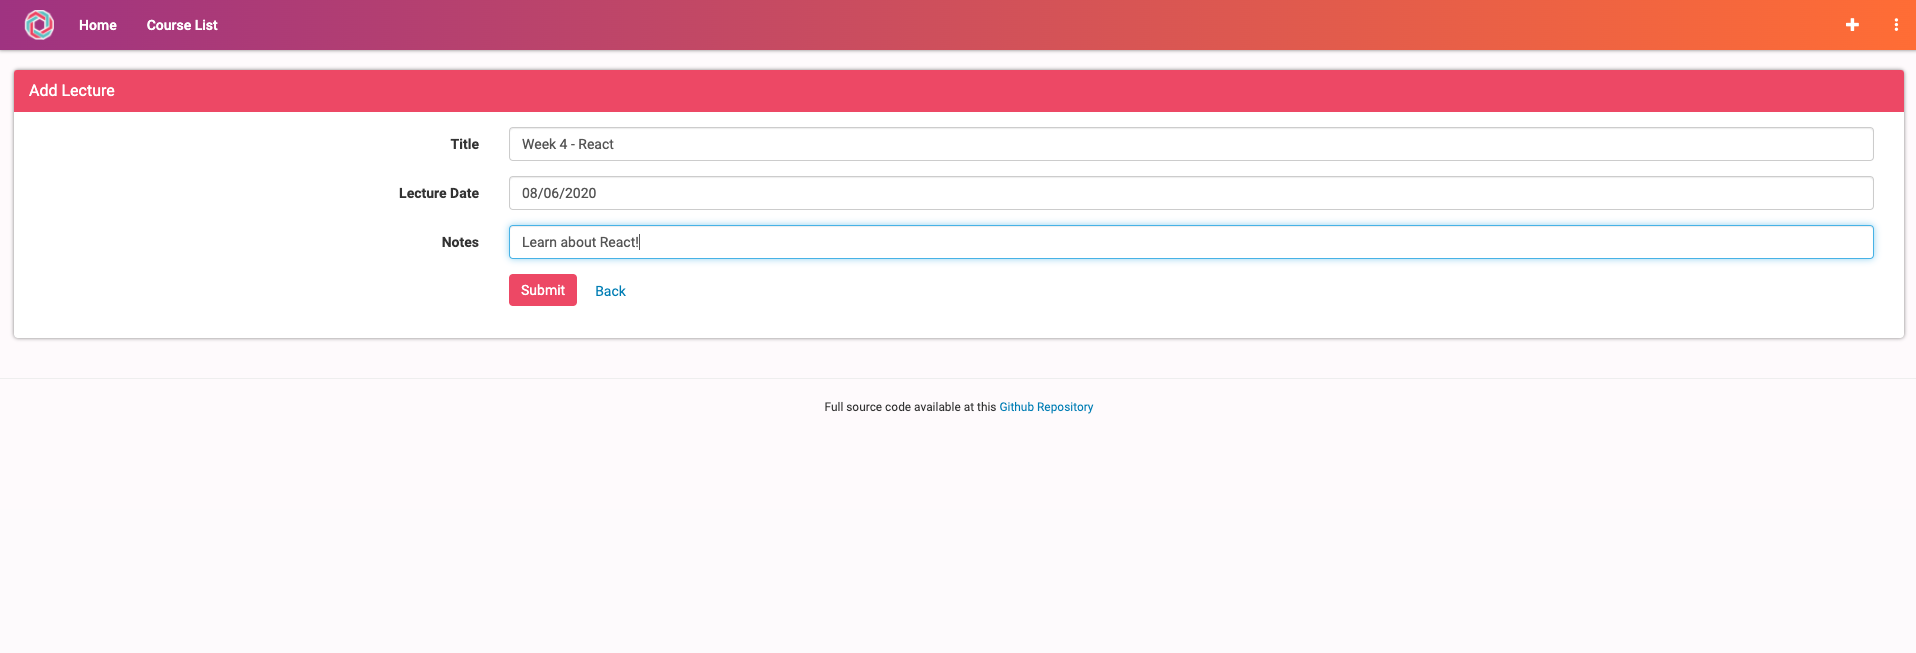 Home Course List
Add Lecture
Title Week 4 - React
Lecture Date 08/06/2020
Notes Learn about React!
Submit Back
Full source code available at this Github Repository